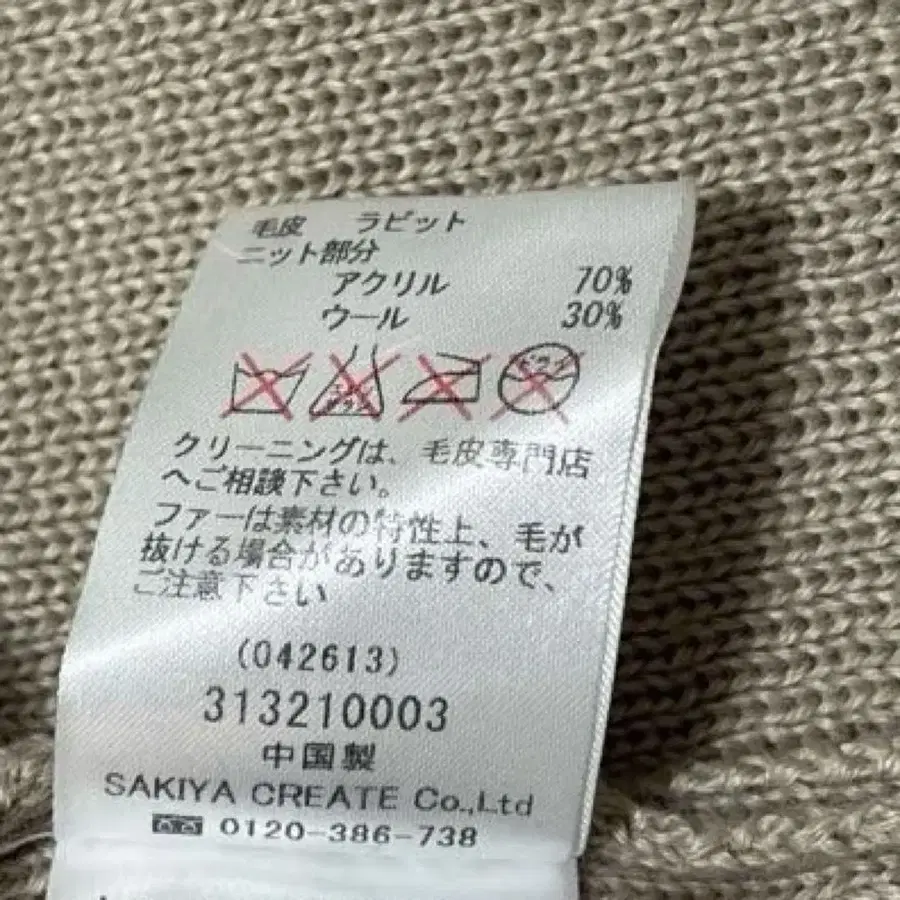 毛皮 ラビット
ニット部分
アクリル 70%
ウール 30%
ドライ
クリーニングは、毛皮専門店
へご相談下さい。
ファーは素材の特性上、毛が
抜ける場合がありますので、
ご注意下さい
(042613)
313210003
中国製
SAKIYA CREATE Co.,Ltd
0120-386-738